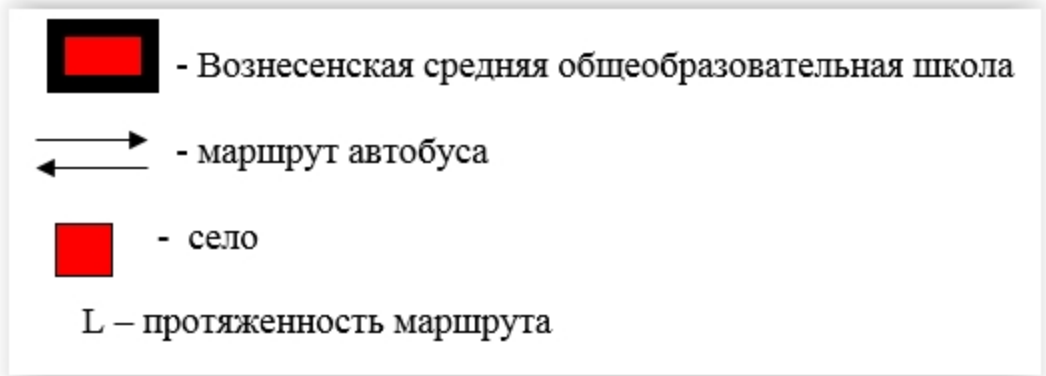 - Вознесенская средняя общеобразовательная школа
- маршрут автобуса
- село
L – протяженность маршрута